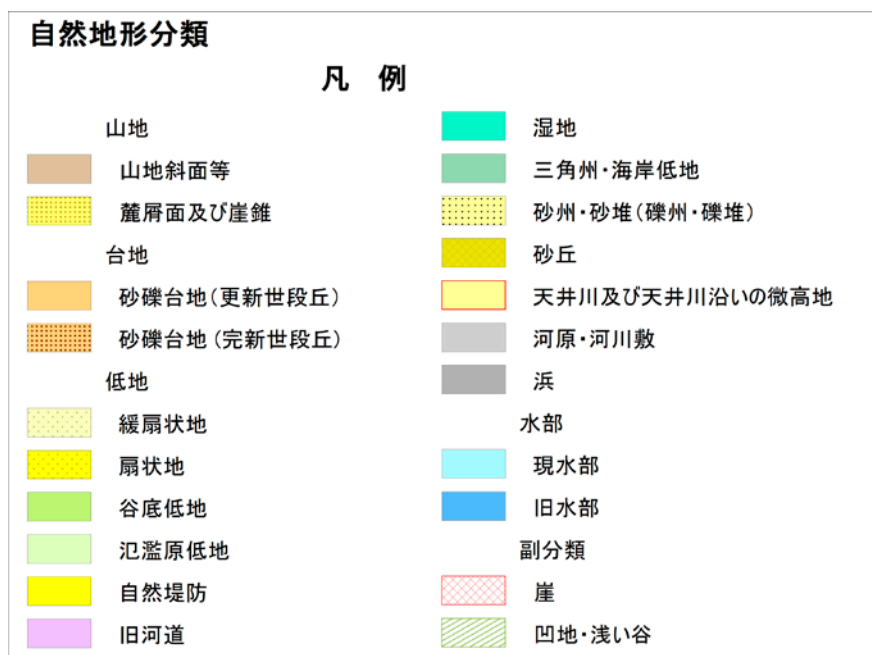 自然地形分類
凡 例
山地
山地斜面等
麓屑面及び崖錐
台地
砂礫台地(更新世段丘)
砂礫台地(完新世段丘)
低地
緩扇状地
扇状地
谷底低地
氾濫原低地
自然堤防
旧河道
湿地
三角州・海岸低地
砂州・砂堆(礫州・礫堆)
砂丘
天井川及び天井川沿いの微高地
河原・河川敷
浜
水部
現水部
旧水部
副分類
崖
凹地・浅い谷